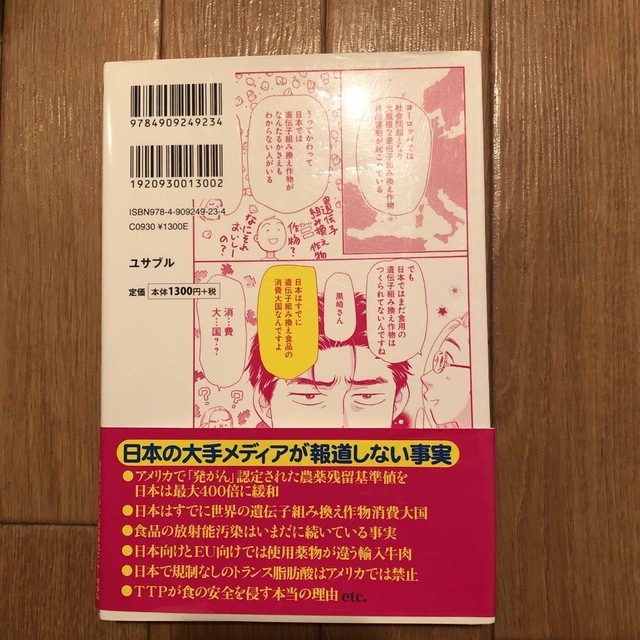 9784909249234
1920930013002
ISBN978-4-909249-23-4
C0930 ¥1300E
ユサブル
定価 本体1300円+税
ヨーロッパでは
社会問題となり
大規模な遺伝子組み換え作物
うってかわって
日本では
遺伝子組み換え作物が
なんたるかさえも
わからない人がいる
遺伝子
組み換え
作物
作物?
なにそれ
おいしー
の?
でも
日本ではまだ食用の
遺伝子組み換え作物は
つくられてないんですね
黒崎さん
日本はすでに
遺伝子組み換え食品の
消費大国なんですよ
消…費
大…国??
日本の大手メディアが報道しない事実
●アメリカで「発がん」認定された農薬残留基準値を
日本は最大400倍に緩和
●日本はすでに世界の遺伝子組み換え作物消費大国
●食品の放射能汚染はいまだに続いている事実
●日本向けとEU向けでは使用薬物が違う輸入牛肉
●日本で規制なしのトランス脂肪酸はアメリカでは禁止
●TTPが食の安全を侵す本当の理由 etc.